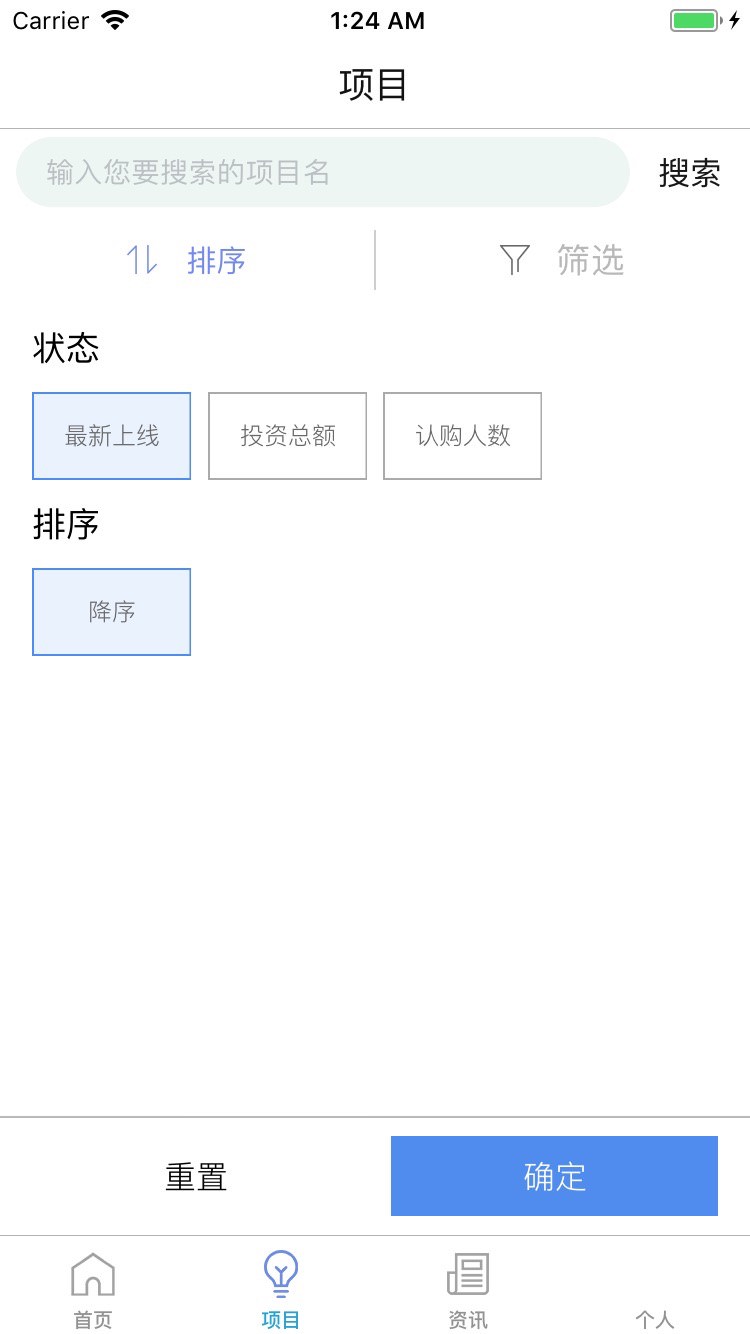 Carrier 1:24 AM
项目
输入您要搜索的项目名 搜索
排序 筛选
状态
最新上线 投资总额 认购人数
排序
降序
重置 确定
首页 项目 资讯 个人